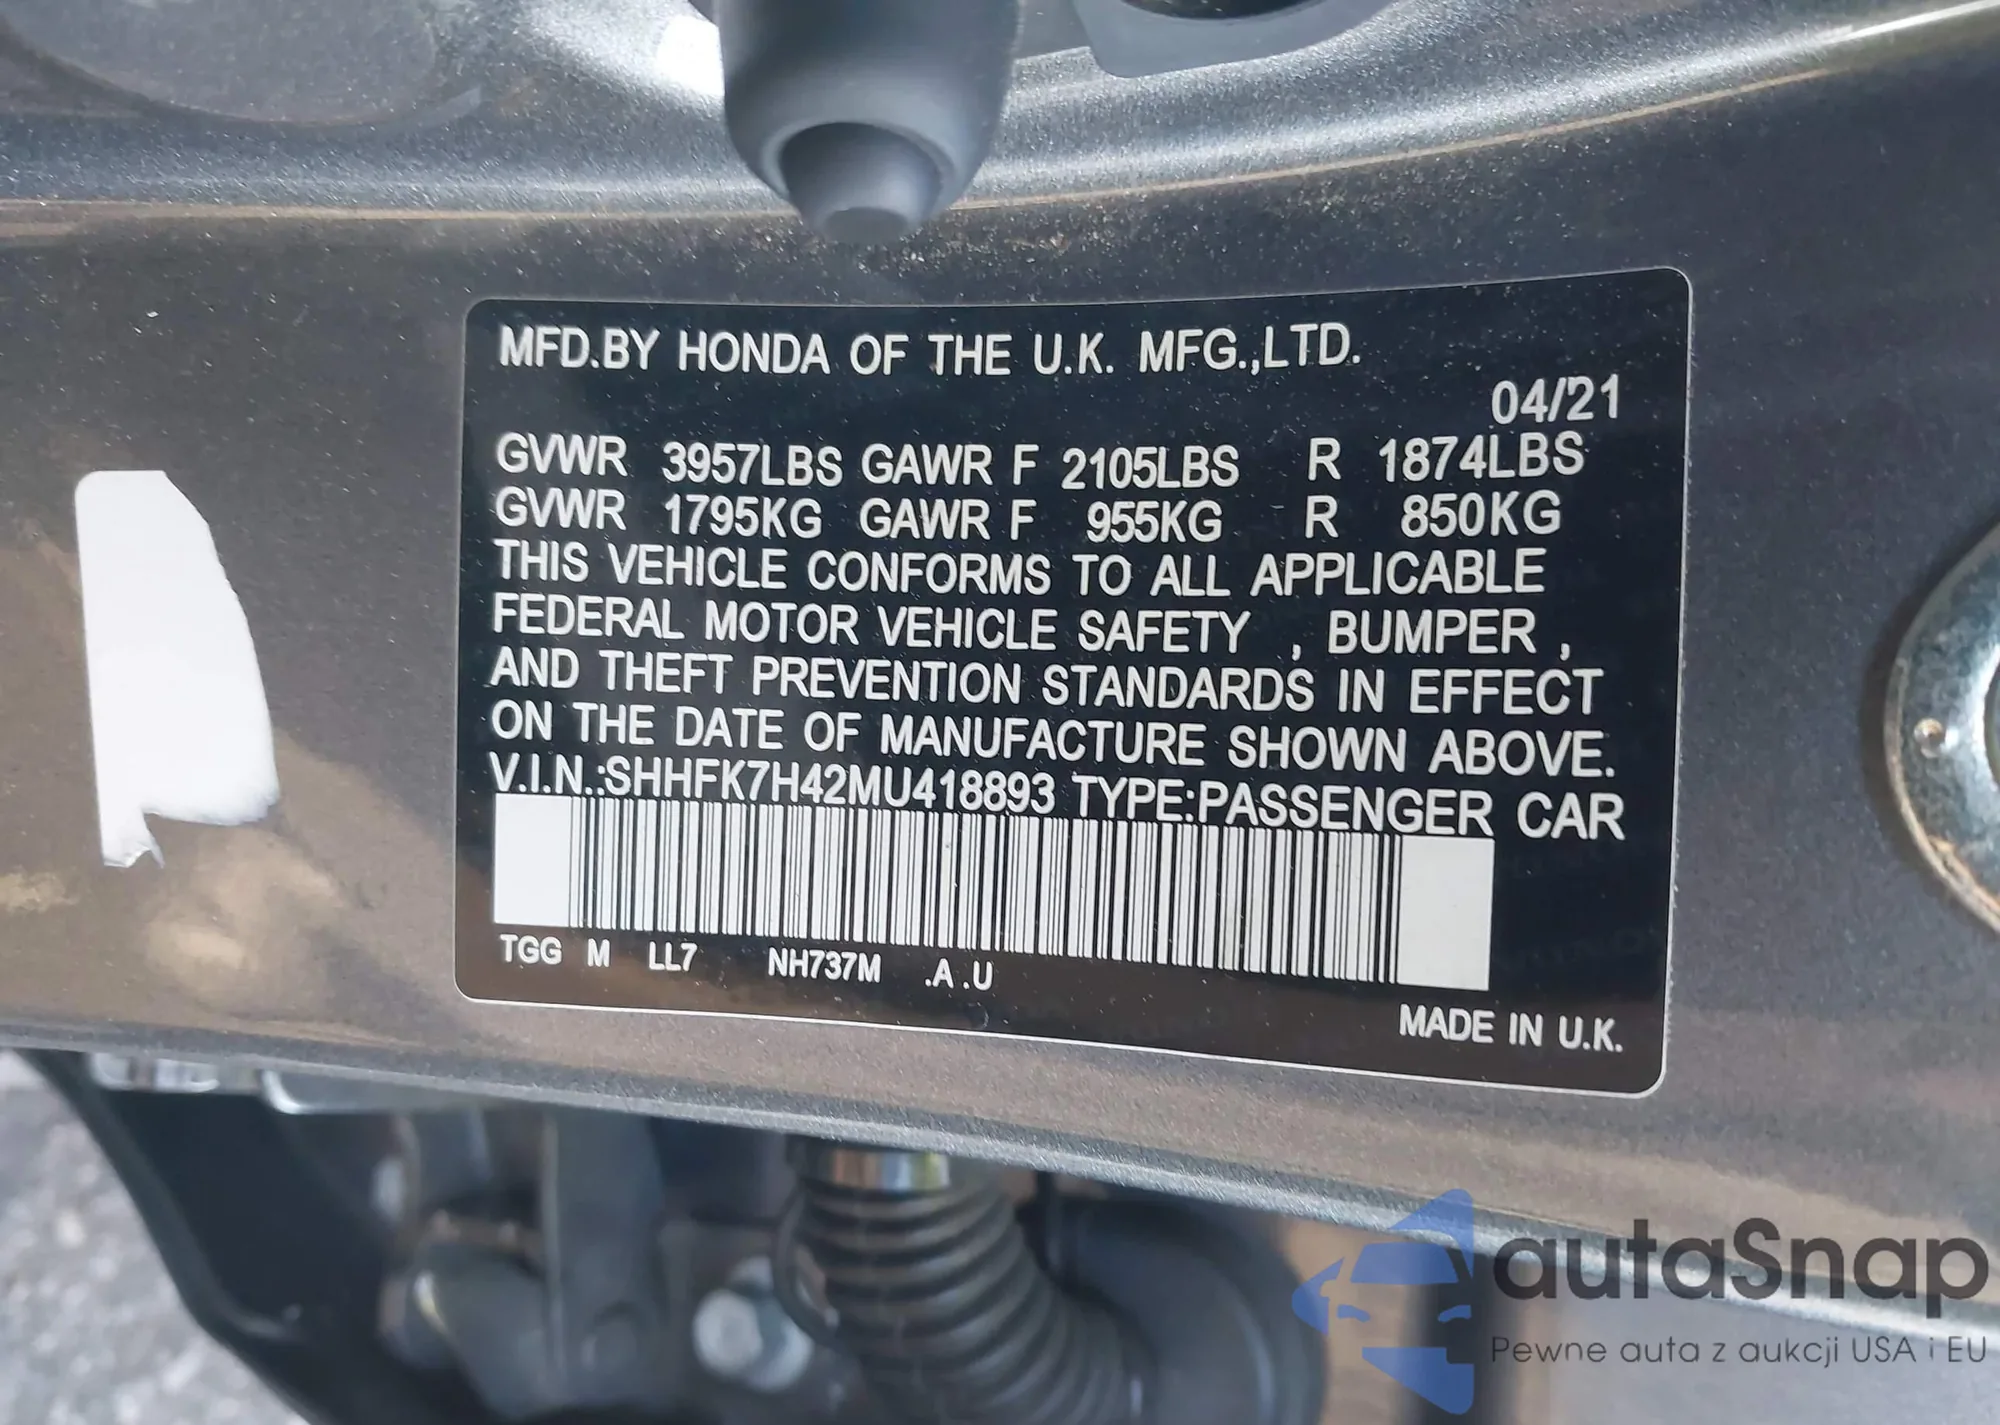 MFD.BY HONDA OF THE U.K. MFG.,LTD.
04/21
GVWR 3957LBS GAWR F 2105LBS R 1874LBS
GVWR 1795KG GAWR F 955KG R 850KG
THIS VEHICLE CONFORMS TO ALL APPLICABLE
FEDERAL MOTOR VEHICLE SAFETY , BUMPER ,
AND THEFT PREVENTION STANDARDS IN EFFECT
ON THE DATE OF MANUFACTURE SHOWN ABOVE.
V.I.N.:SHHFK7H42MU418893 TYPE:PASSENGER CAR
TGG M LL7 NH737M .A .U
MADE IN U.K.
autaSnap
Pewne auta z aukcji USA i EU